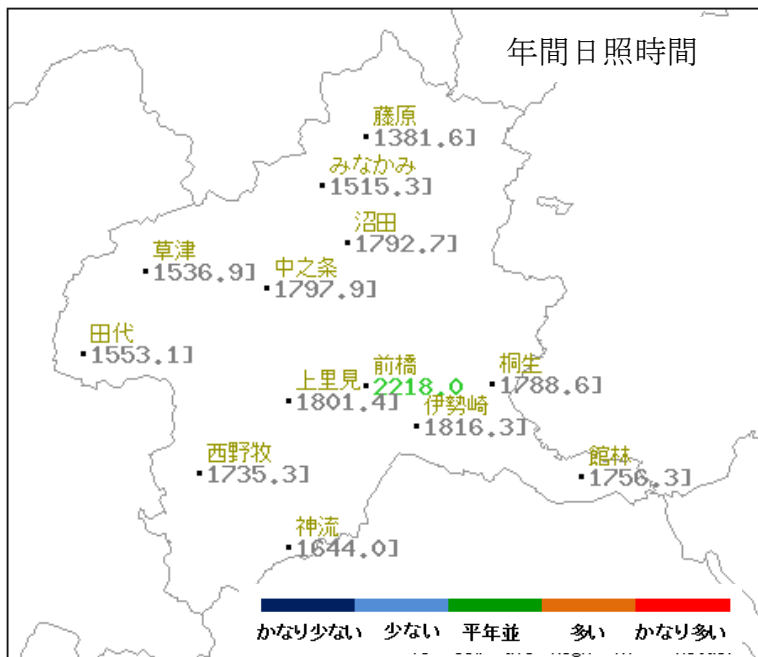 年間日照時間
藤原
1381.6]
みなかみ
1515.3]
沼田
1792.7]
草津
1536.9]
中之条
1797.9]
田代
1553.1]
前橋
2218.0
桐生
1788.6]
上里見
1801.4]
伊勢崎
1816.3]
西野牧
1735.3]
館林
1756.3]
神流
1644.0]
かなり少ない 少ない 平年並 多い かなり多い